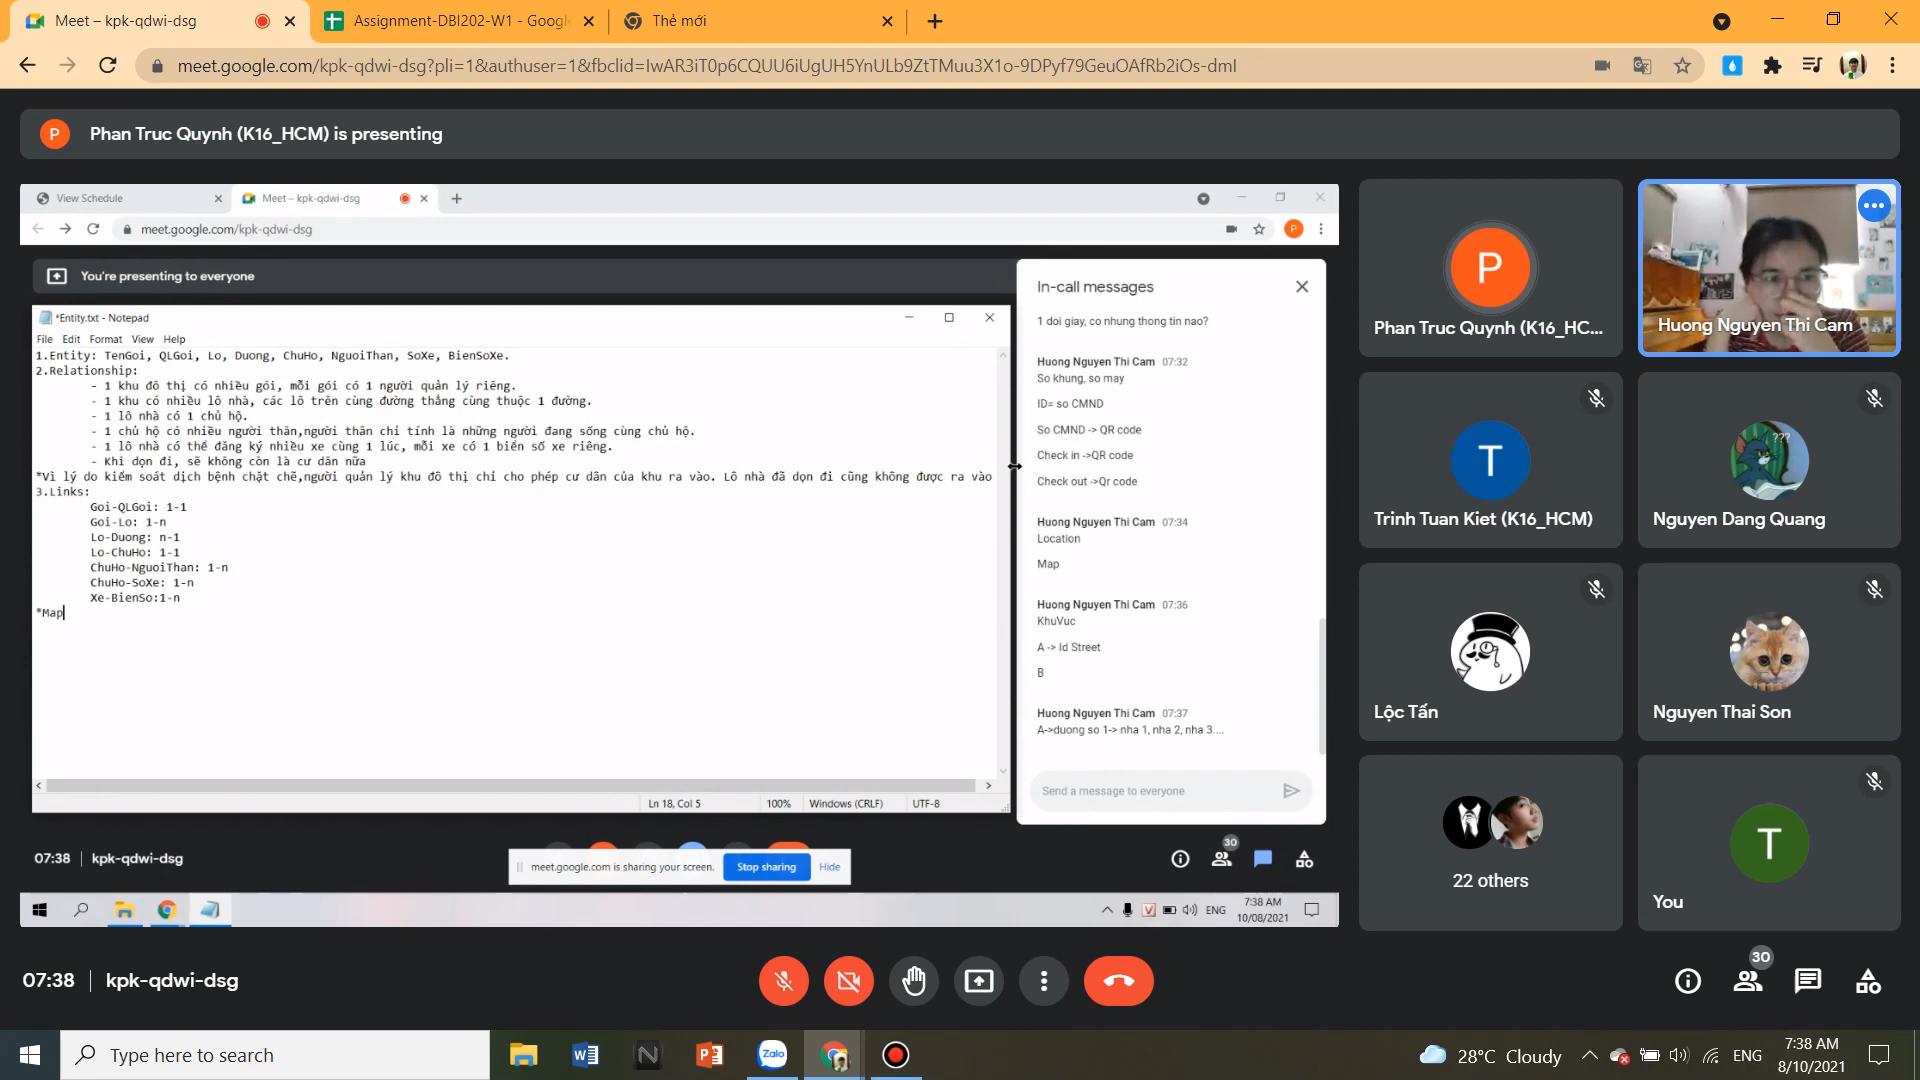 Meet – kpk-qdwi-dsg
Assignment-DBI202-W1 - Google
Thẻ mới
meet.google.com/kpk-qdwi-dsg?pli=1&authuser=1&fbclid=IwAR3iT0p6CQUU6iUgUH5YnULb9ZtTMuu3X1o-9DPyf79GeuOAfRb2iOs-dmI
P
Phan Truc Quynh (K16_HCM) is presenting
View Schedule
Meet – kpk-qdwi-dsg
meet.google.com/kpk-qdwi-dsg
P
You're presenting to everyone
*Entity.txt - Notepad
File Edit Format View Help
1.Entity: TenGoi, QLGoi, Lo, Duong, ChuHo, NguoiThan, SoXe, BienSoXe.
2.Relationship:
- 1 khu đô thị có nhiều gói, mỗi gói có 1 người quản lý riêng.
- 1 khu có nhiều lô nhà, các lô trên cùng đường thẳng cùng thuộc 1 đường.
- 1 lô nhà có 1 chủ hộ.
- 1 chủ hộ có nhiều người thân,người thân chỉ tính là những người đang sống cùng chủ hộ.
- 1 lô nhà có thể đăng ký nhiều xe cùng 1 lúc, mỗi xe có 1 biển số xe riêng.
- Khi dọn đi, sẽ không còn là cư dân nữa
*Vì lý do kiểm soát dịch bệnh chặt chẽ,người quản lý khu đô thị chỉ cho phép cư dân của khu ra vào. Lô nhà đã dọn đi cũng không được ra vào
3.Links:
Goi-QLGoi: 1-1
Goi-Lo: 1-n
Lo-Duong: n-1
Lo-ChuHo: 1-1
ChuHo-NguoiThan: 1-n
ChuHo-SoXe: 1-n
Xe-BienSo:1-n
*Map
Ln 18, Col 5
100%
Windows (CRLF)
UTF-8
In-call messages
1 doi giay, co nhung thong tin nao?
Huong Nguyen Thi Cam 07:32
So khung, so may
ID= so CMND
So CMND -> QR code
Check in ->QR code
Check out ->Qr code
Huong Nguyen Thi Cam 07:34
Location
Map
Huong Nguyen Thi Cam 07:36
KhuVuc
A -> Id Street
B
Huong Nguyen Thi Cam 07:37
A->duong so 1-> nha 1, nha 2, nha 3....
Send a message to everyone
07:38 | kpk-qdwi-dsg
meet.google.com is sharing your screen.
Stop sharing
Hide
30
ENG
7:38 AM
10/08/2021
P
Phan Truc Quynh (K16_HC...
Huong Nguyen Thi Cam
T
Trinh Tuan Kiet (K16_HCM)
???
Nguyen Dang Quang
Lộc Tấn
Nguyen Thai Son
22 others
T
You
07:38 | kpk-qdwi-dsg
30
Type here to search
Zalo
28°C Cloudy
ENG
7:38 AM
8/10/2021